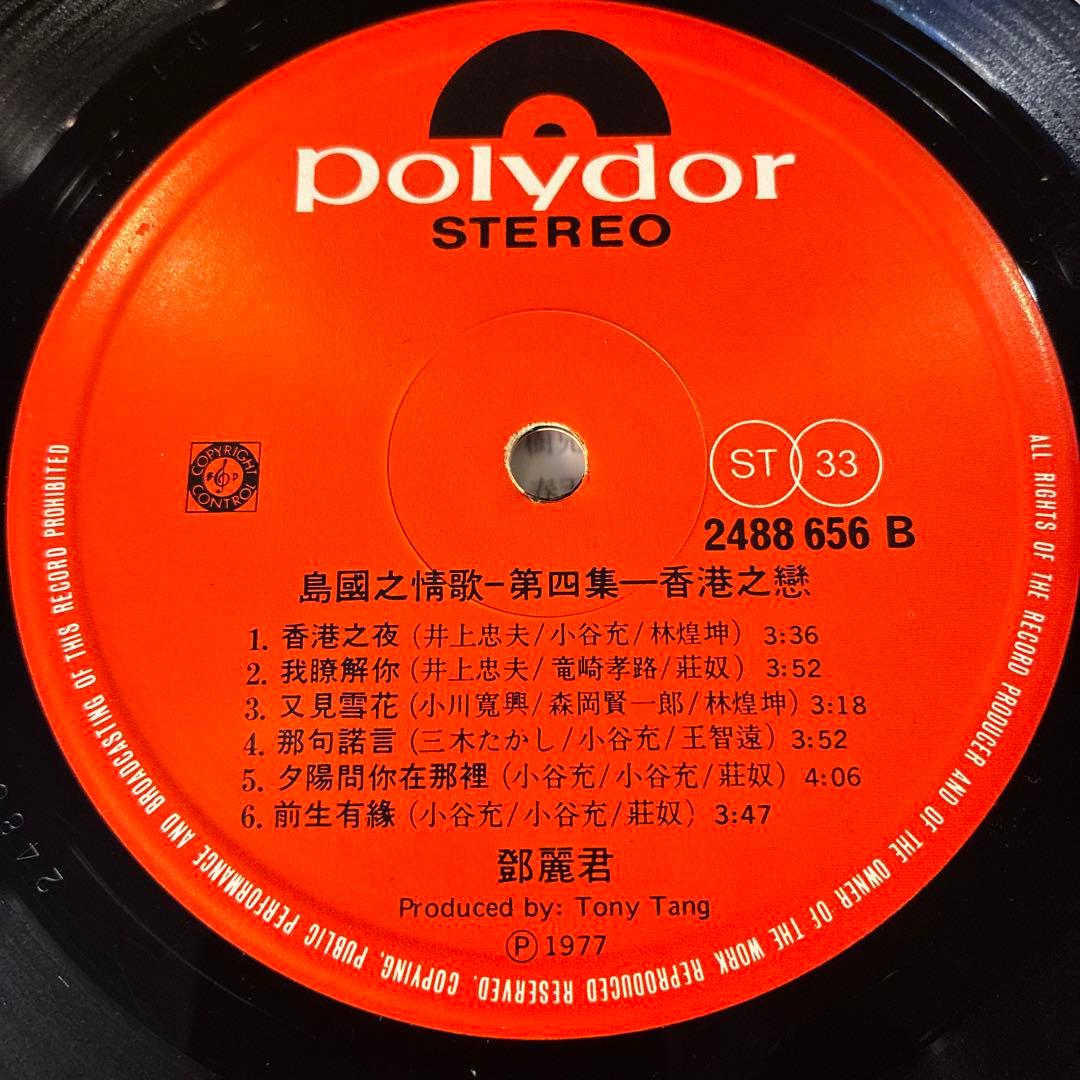 polydor
STEREO
COPYRIGHT CONTROL
ST 33
2488 656 B
島國之情歌-第四集—香港之戀
1. 香港之夜 (井上忠夫/小谷充/林煌坤) 3:36
2. 我瞭解你 (井上忠夫/竜崎孝路/莊奴) 3:52
3. 又見雪花 (小川寬興/森岡賢一郎/林煌坤) 3:18
4. 那句諾言 (三木たかし/小谷充/王智遠) 3:52
5. 夕陽問你在那裡 (小谷充/小谷充/莊奴) 4:06
6. 前生有緣 (小谷充/小谷充/莊奴) 3:47
鄧麗君
Produced by: Tony Tang
Ⓟ 1977
ALL RIGHTS OF THE RECORD PRODUCER AND OF THE OWNER OF THE WORK REPRODUCED RESERVED. COPYING, PUBLIC PERFORMANCE AND BROADCASTING OF THIS RECORD PROHIBITED